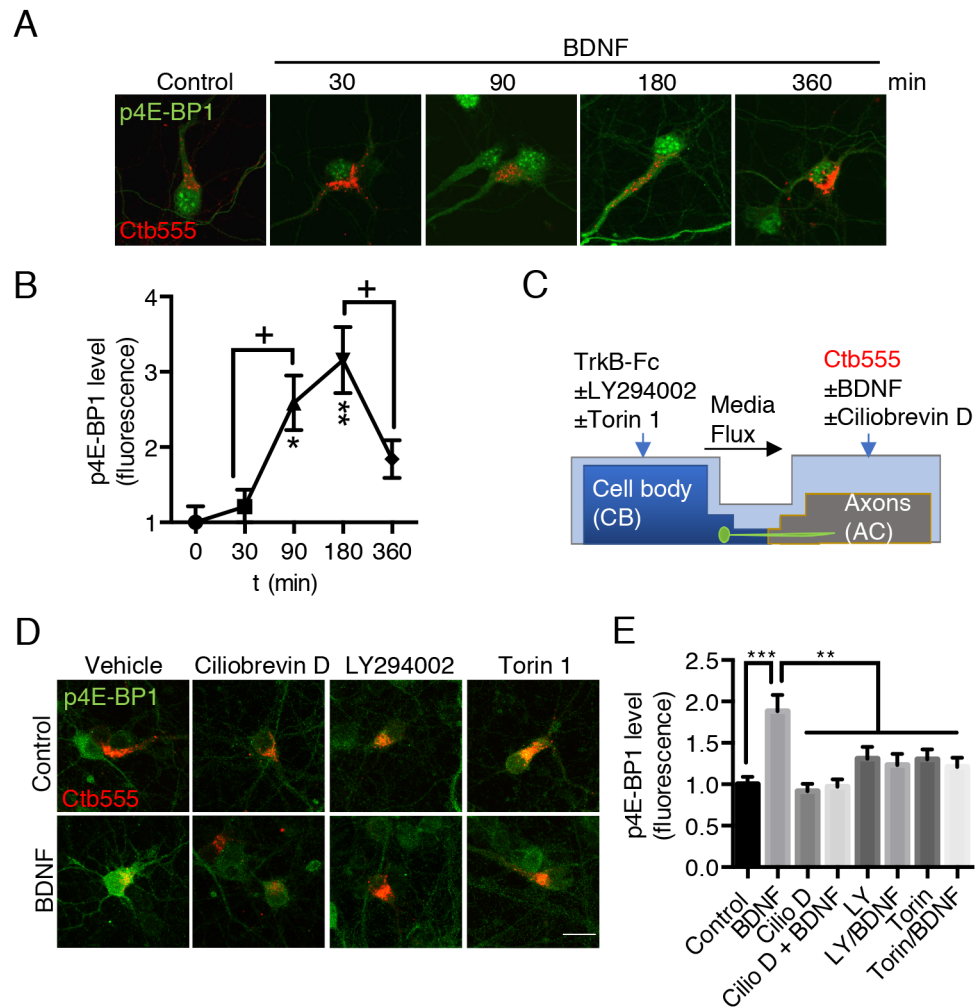 A
BDNF
Control 30 90 180 360 min
p4E-BP1
Ctb555
B
p4E-BP1 level
(fluorescence)
4
3
2
1
+
+
*
**
0 30 90 180 360
t (min)
C
TrkB-Fc
±LY294002
±Torin 1
Media
Flux
Ctb555
±BDNF
±Ciliobrevin D
Cell body
(CB)
Axons
(AC)
D
Vehicle Ciliobrevin D LY294002 Torin 1
Control
p4E-BP1
Ctb555
BDNF
E
p4E-BP1 level
(fluorescence)
2.5
2.0
1.5
1.0
0.5
0.0
***
**
Control
BDNF
Cilio D
Cilio D + BDNF
LY
LY/BDNF
Torin
Torin/BDNF